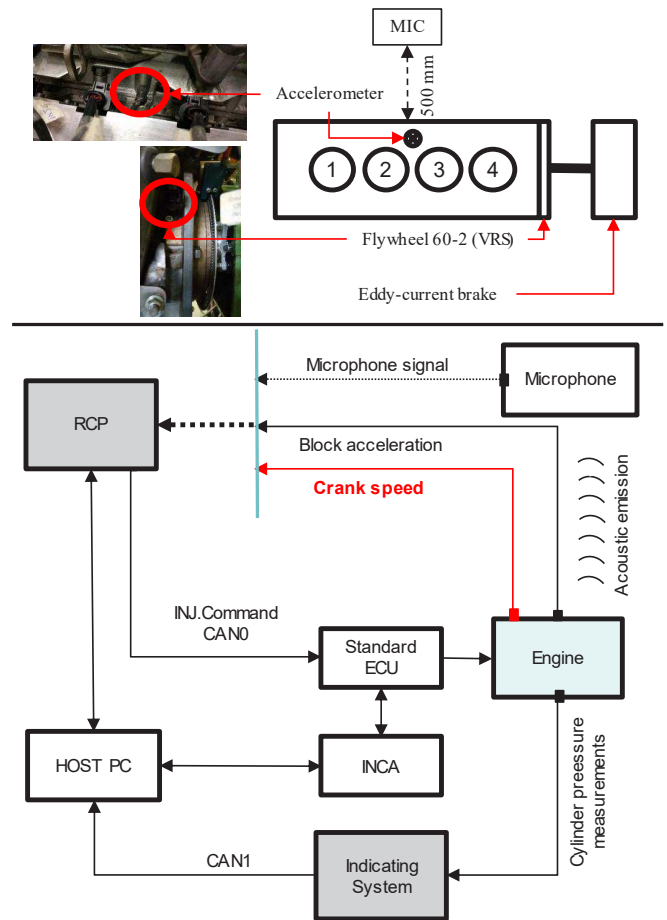 MIC
500 mm
Accelerometer
1 2 3 4
Flywheel 60-2 (VRS)
Eddy-current brake
Microphone signal
Microphone
RCP
Block acceleration
Crank speed
Acoustic emission
INJ.Command
CAN0
Standard
ECU
Engine
HOST PC
INCA
Cylinder preessure
measurements
CAN1
Indicating
System